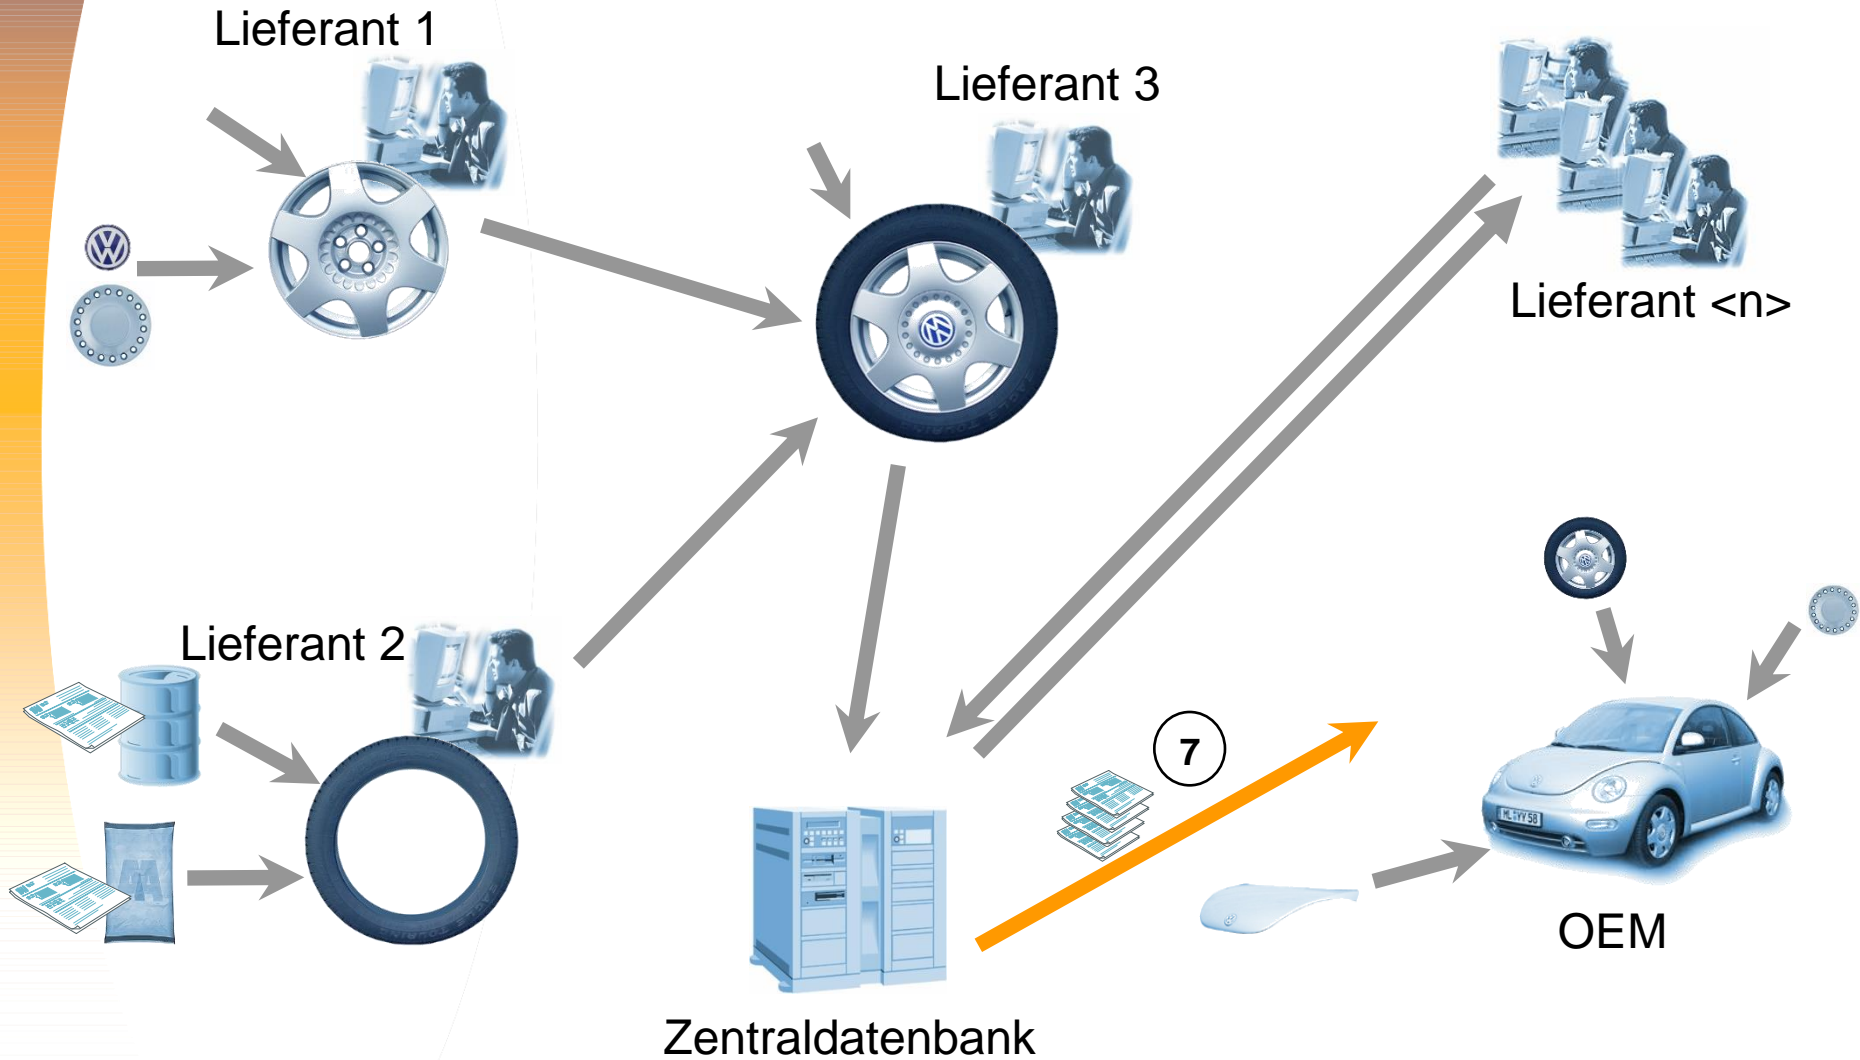 Lieferant 1
Lieferant 3
Lieferant <n>
Lieferant 2
7
OEM
Zentraldatenbank